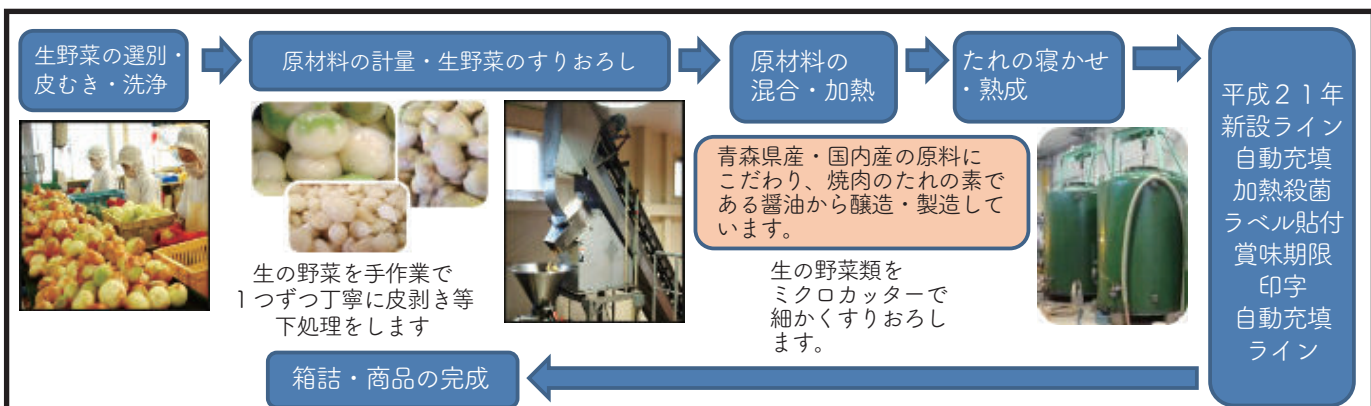 生野菜の選別・
皮むき・洗浄
原材料の計量・生野菜のすりおろし
原材料の
混合・加熱
たれの寝かせ
・熟成
平成２１年
新設ライン
自動充填
加熱殺菌
ラベル貼付
賞味期限
印字
自動充填
ライン
青森県産・国内産の原料に
こだわり、焼肉のたれの素で
ある醤油から醸造・製造して
います。
生の野菜を手作業で
１つずつ丁寧に皮剥き等
下処理をします
生の野菜類を
ミクロカッターで
細かくすりおろし
ます。
箱詰・商品の完成